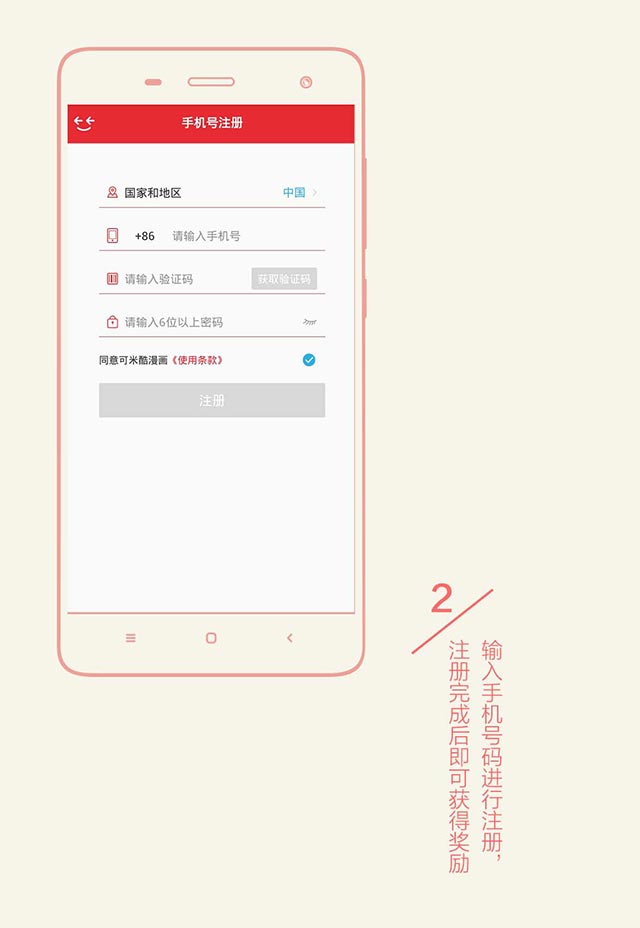 手机号注册
国家和地区 中国
+86 请输入手机号
请输入验证码 获取验证码
请输入6位以上密码
同意可米酷漫画《使用条款》
注册
2
输入手机号码进行注册，
注册完成后即可获得奖励